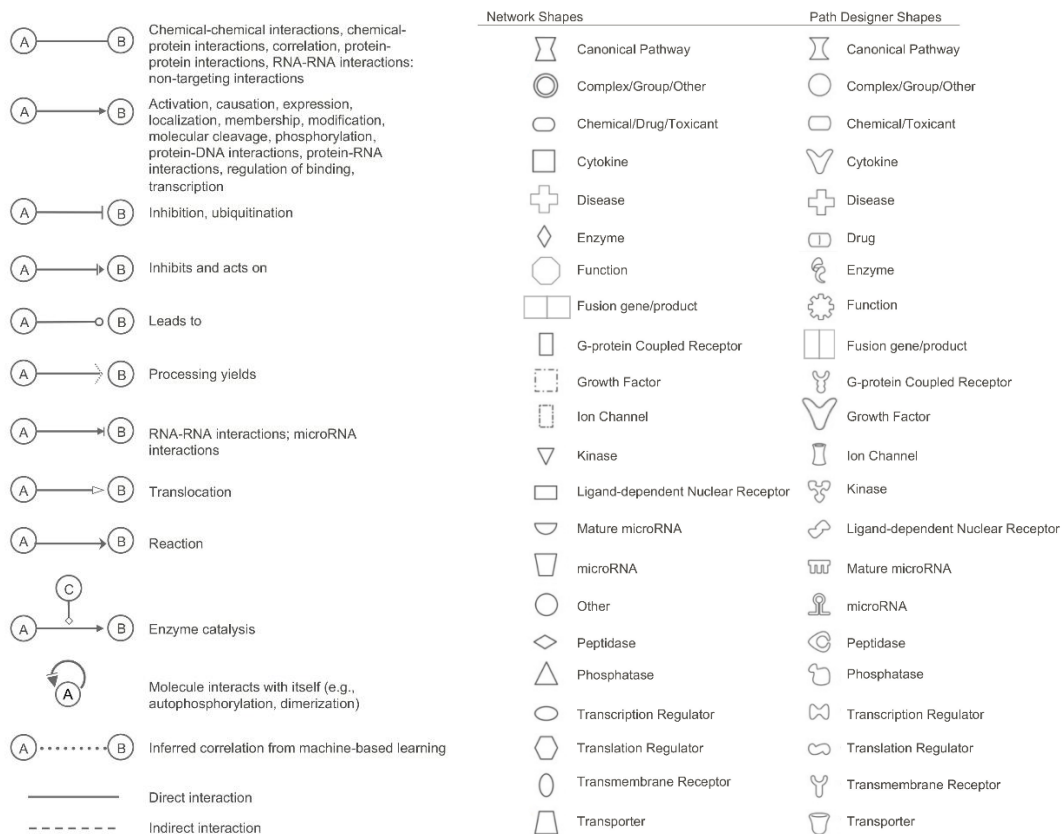 A
B
Chemical-chemical interactions, chemical-
protein interactions, correlation, protein-
protein interactions, RNA-RNA interactions:
non-targeting interactions
A
B
Activation, causation, expression,
localization, membership, modification,
molecular cleavage, phosphorylation,
protein-DNA interactions, protein-RNA
interactions, regulation of binding,
transcription
A
B
Inhibition, ubiquitination
A
B
Inhibits and acts on
A
B
Leads to
A
B
Processing yields
A
B
RNA-RNA interactions; microRNA
interactions
A
B
Translocation
A
B
Reaction
C
A
B
Enzyme catalysis
A
Molecule interacts with itself (e.g.,
autophosphorylation, dimerization)
A
B
Inferred correlation from machine-based learning
Direct interaction
Indirect interaction
Network Shapes
Canonical Pathway
Complex/Group/Other
Chemical/Drug/Toxicant
Cytokine
Disease
Enzyme
Function
Fusion gene/product
G-protein Coupled Receptor
Growth Factor
Ion Channel
Kinase
Ligand-dependent Nuclear Receptor
Mature microRNA
microRNA
Other
Peptidase
Phosphatase
Transcription Regulator
Translation Regulator
Transmembrane Receptor
Transporter
Path Designer Shapes
Canonical Pathway
Complex/Group/Other
Chemical/Toxicant
Cytokine
Disease
Drug
Enzyme
Function
Fusion gene/product
G-protein Coupled Receptor
Growth Factor
Ion Channel
Kinase
Ligand-dependent Nuclear Receptor
Mature microRNA
microRNA
Peptidase
Phosphatase
Transcription Regulator
Translation Regulator
Transmembrane Receptor
Transporter